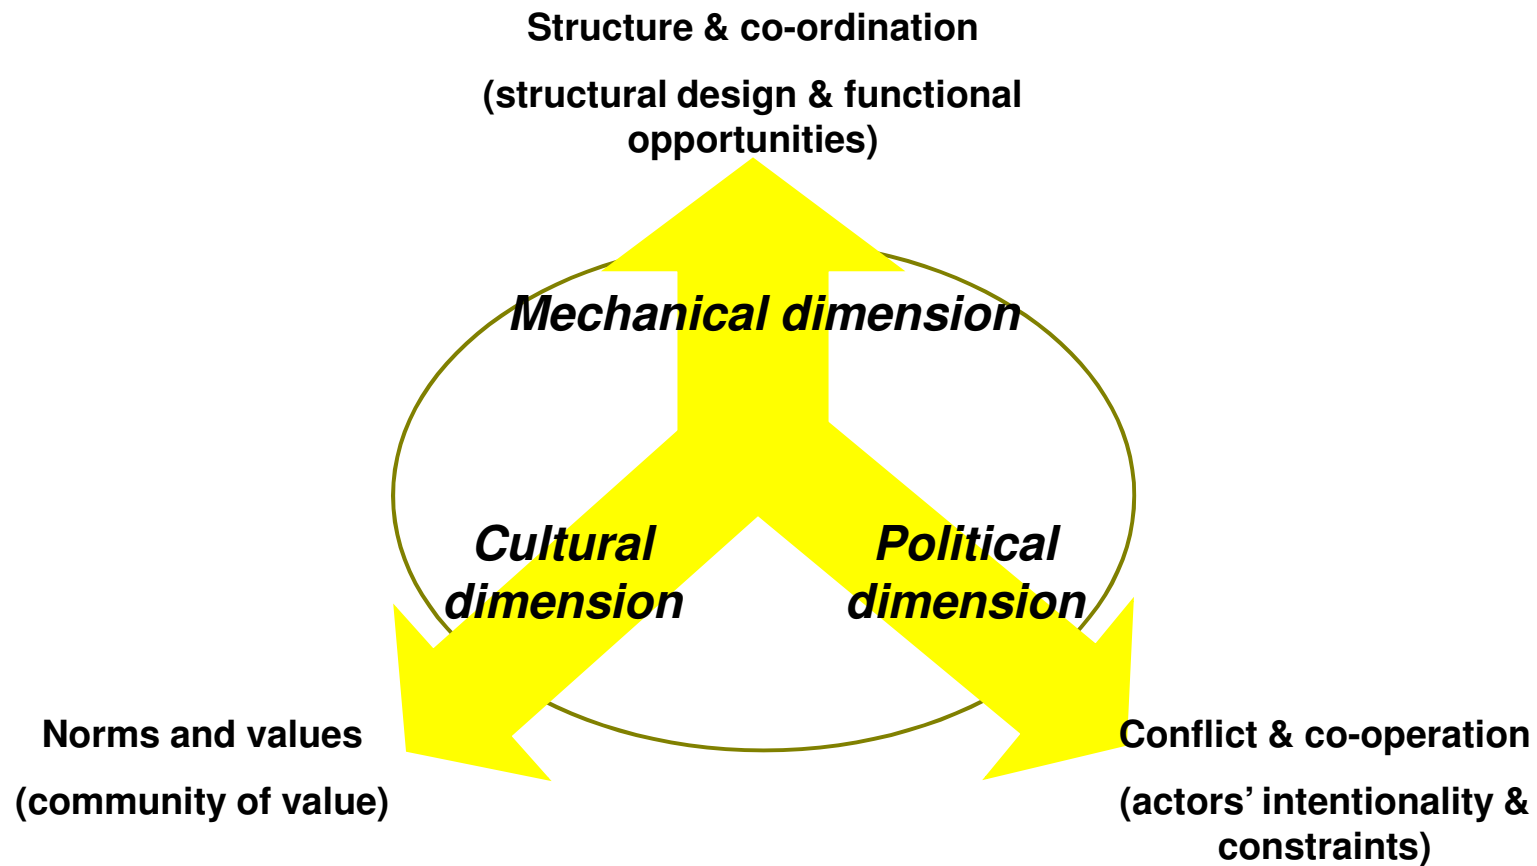 Structure & co-ordination
(structural design & functional
opportunities)
Mechanical dimension
Cultural
dimension
Political
dimension
Norms and values
(community of value)
Conflict & co-operation
(actors’ intentionality &
constraints)